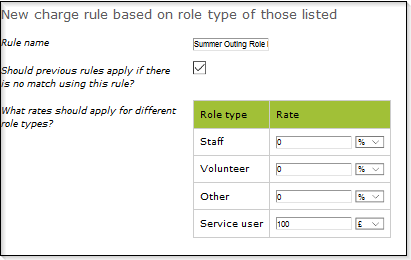 New charge rule based on role type of those listed
Rule name
Summer Outing Role
Should previous rules apply if there
is no match using this rule?
What rates should apply for different
role types?
Role type Rate
Staff 0 %
Volunteer 0 %
Other 0 %
Service user 100 £